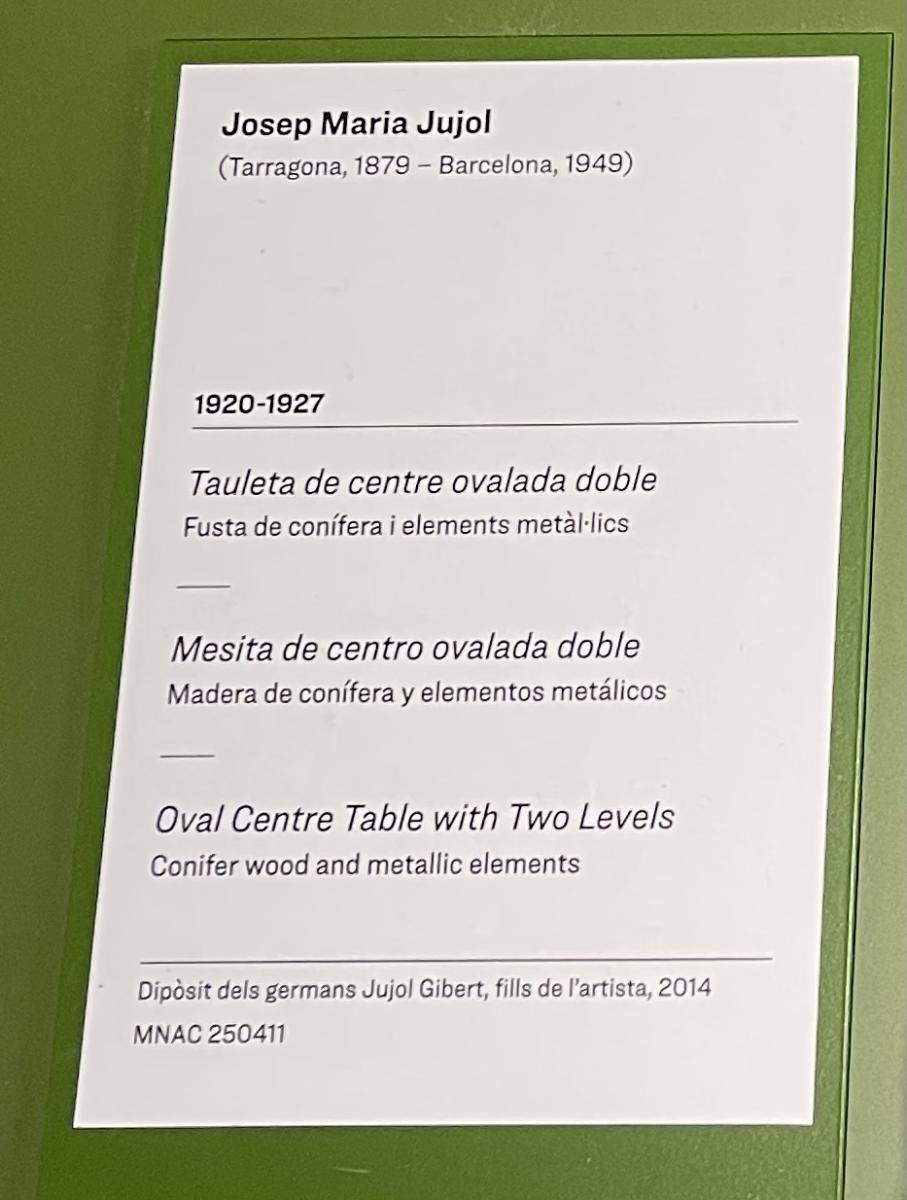 Josep Maria Jujol
(Tarragona, 1879 – Barcelona, 1949)
1920-1927
Tauleta de centre ovalada doble
Fusta de conífera i elements metàl·lics
Mesita de centro ovalada doble
Madera de conífera y elementos metálicos
Oval Centre Table with Two Levels
Conifer wood and metallic elements
Dipòsit dels germans Jujol Gibert, fills de l'artista, 2014
MNAC 250411